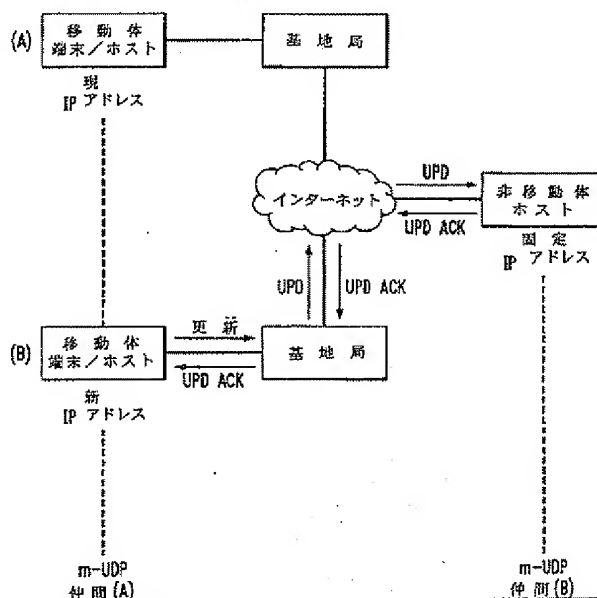 (A)
移動体
端末/ホスト
基地局
現
IP アドレス
インターネット
UPD
UPD ACK
非移動体
ホスト
固定
IP アドレス
UPD
UPD ACK
(B)
移動体
端末/ホスト
更新
UPD ACK
基地局
新
IP アドレス
m-UDP
仲間(A)
m-UDP
仲間(B)